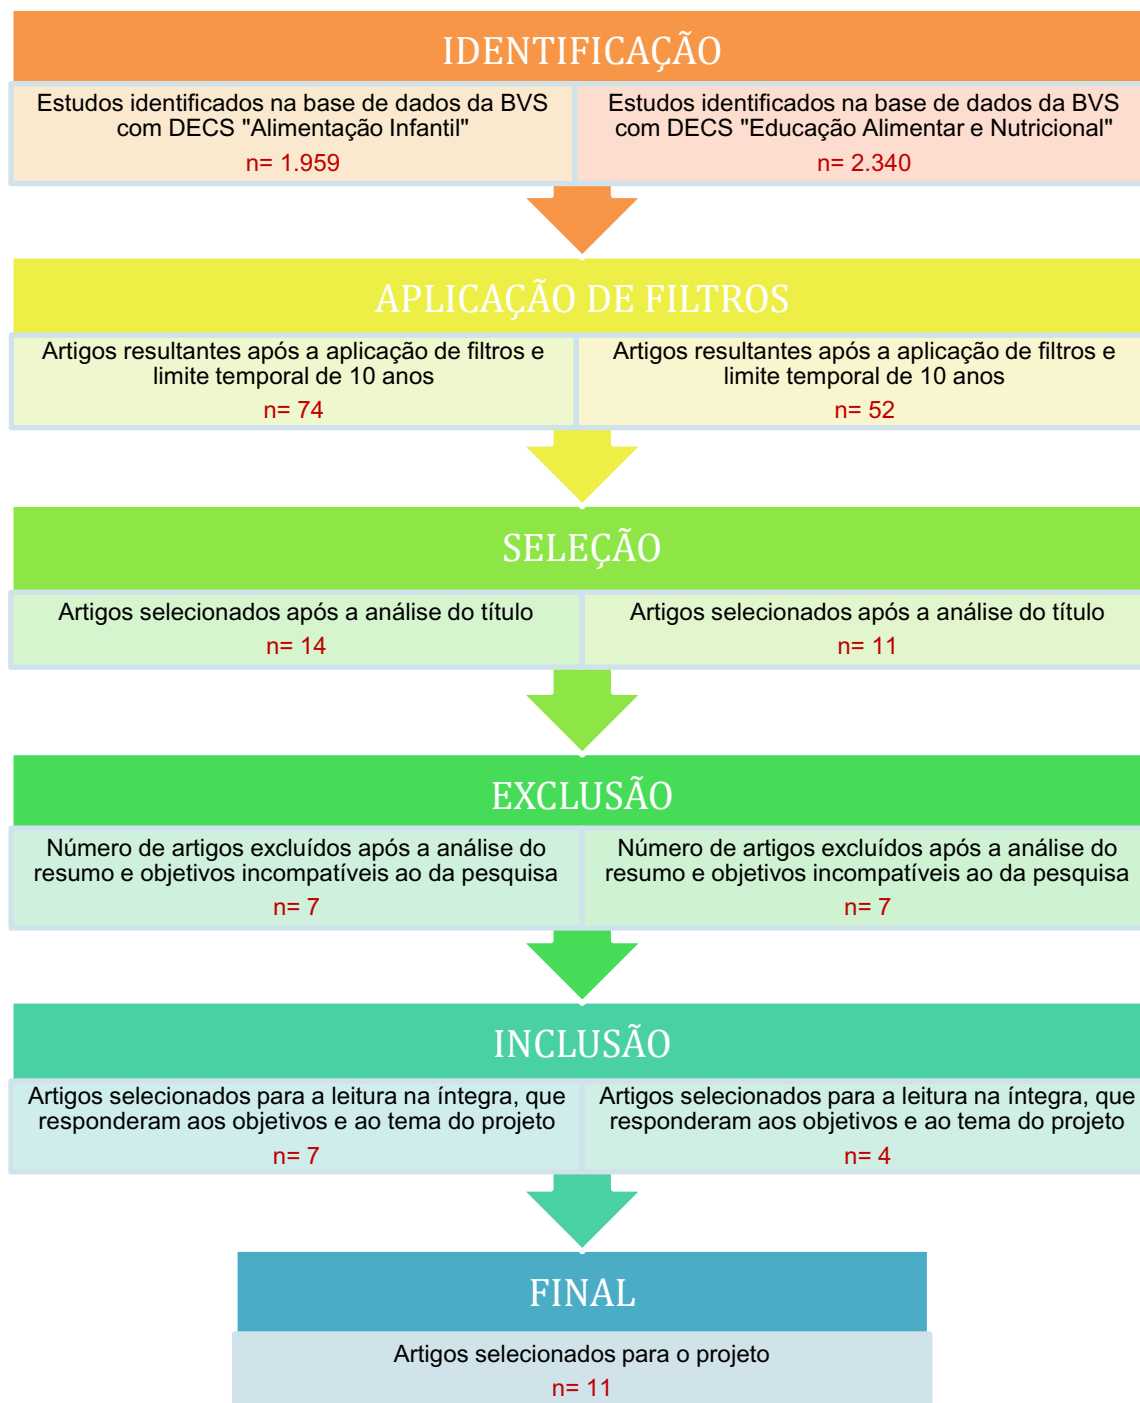 IDENTIFICAÇÃO
Estudos identificados na base de dados da BVS
com DECS "Alimentação Infantil"
n= 1.959
Estudos identificados na base de dados da BVS
com DECS "Educação Alimentar e Nutricional"
n= 2.340
APLICAÇÃO DE FILTROS
Artigos resultantes após a aplicação de filtros e
limite temporal de 10 anos
n= 74
Artigos resultantes após a aplicação de filtros e
limite temporal de 10 anos
n= 52
SELEÇÃO
Artigos selecionados após a análise do título
n= 14
Artigos selecionados após a análise do título
n= 11
EXCLUSÃO
Número de artigos excluídos após a análise do
resumo e objetivos incompatíveis ao da pesquisa
n= 7
Número de artigos excluídos após a análise do
resumo e objetivos incompatíveis ao da pesquisa
n= 7
INCLUSÃO
Artigos selecionados para a leitura na íntegra, que
responderam aos objetivos e ao tema do projeto
n= 7
Artigos selecionados para a leitura na íntegra, que
responderam aos objetivos e ao tema do projeto
n= 4
FINAL
Artigos selecionados para o projeto
n= 11